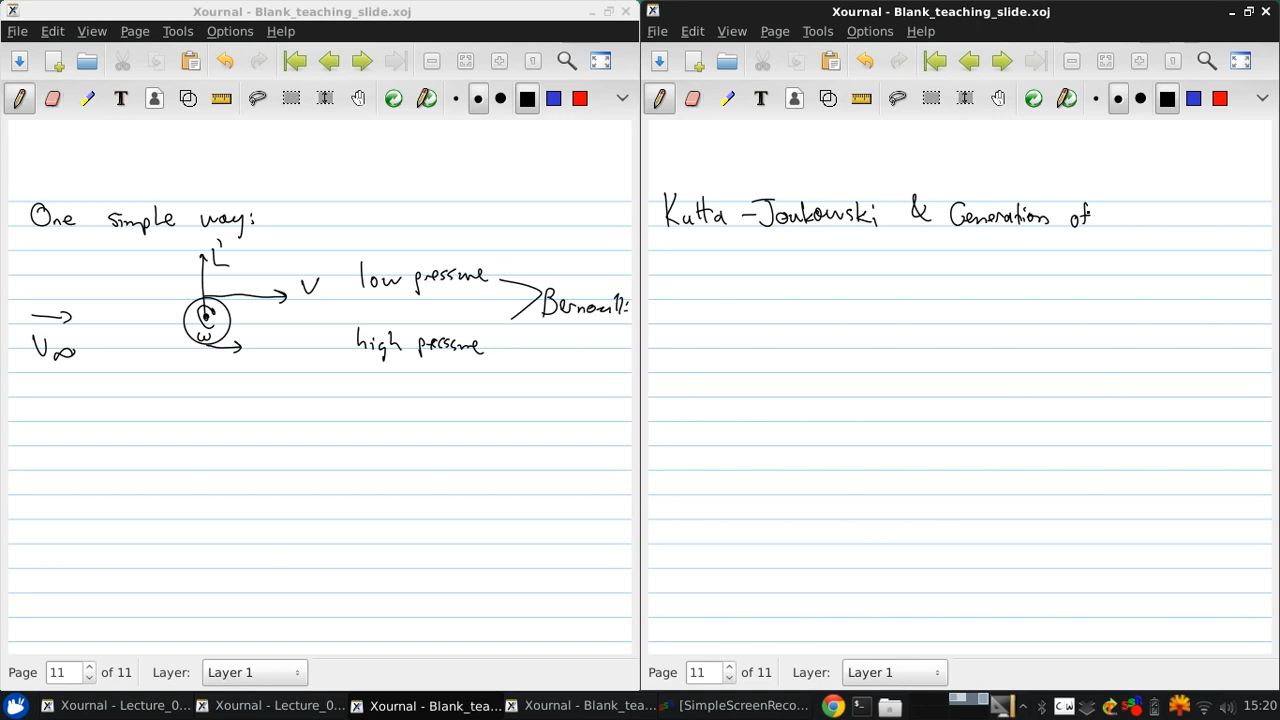 Xournal - Blank_teaching_slide.xoj
File Edit View Page Tools Options Help
One simple way:
L'
V
low pressure
Bernoulli
V∞
ω
high pressure
Page 11 of 11 Layer: Layer 1
Xournal - Blank_teaching_slide.xoj
File Edit View Page Tools Options Help
Kutta - Joukowski & Generation of
Page 11 of 11 Layer: Layer 1
Xournal - Lecture_0... Xournal - Lecture_0... Xournal - Blank_tea... Xournal - Blank_tea... [SimpleScreenReco... 15:20